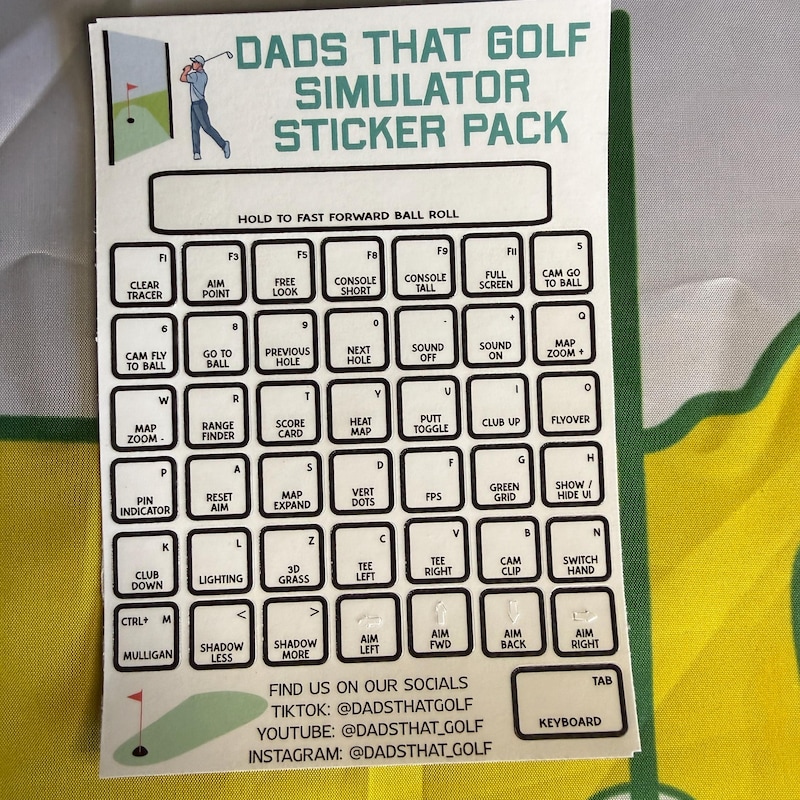 DADS THAT GOLF
SIMULATOR
STICKER PACK
HOLD TO FAST FORWARD BALL ROLL
F1
CLEAR
TRACER
F3
AIM
POINT
F5
FREE
LOOK
F8
CONSOLE
SHORT
F9
CONSOLE
TALL
F11
FULL
SCREEN
5
CAM GO
TO BALL
6
CAM FLY
TO BALL
8
GO TO
BALL
9
PREVIOUS
HOLE
0
NEXT
HOLE
-
SOUND
OFF
+
SOUND
ON
Q
MAP
ZOOM +
W
MAP
ZOOM -
R
RANGE
FINDER
T
SCORE
CARD
Y
HEAT
MAP
U
PUTT
TOGGLE
I
CLUB UP
O
FLYOVER
P
PIN
INDICATOR
A
RESET
AIM
S
MAP
EXPAND
D
VERT
DOTS
F
FPS
G
GREEN
GRID
H
SHOW /
HIDE UI
K
CLUB
DOWN
L
LIGHTING
Z
3D
GRASS
C
TEE
LEFT
V
TEE
RIGHT
B
CAM
CLIP
N
SWITCH
HAND
CTRL+ M
MULLIGAN
<
SHADOW
LESS
>
SHADOW
MORE
AIM
LEFT
AIM
FWD
AIM
BACK
AIM
RIGHT
TAB
KEYBOARD
FIND US ON OUR SOCIALS
TIKTOK: @DADSTHATGOLF
YOUTUBE: @DADSTHAT_GOLF
INSTAGRAM: @DADSTHAT_GOLF